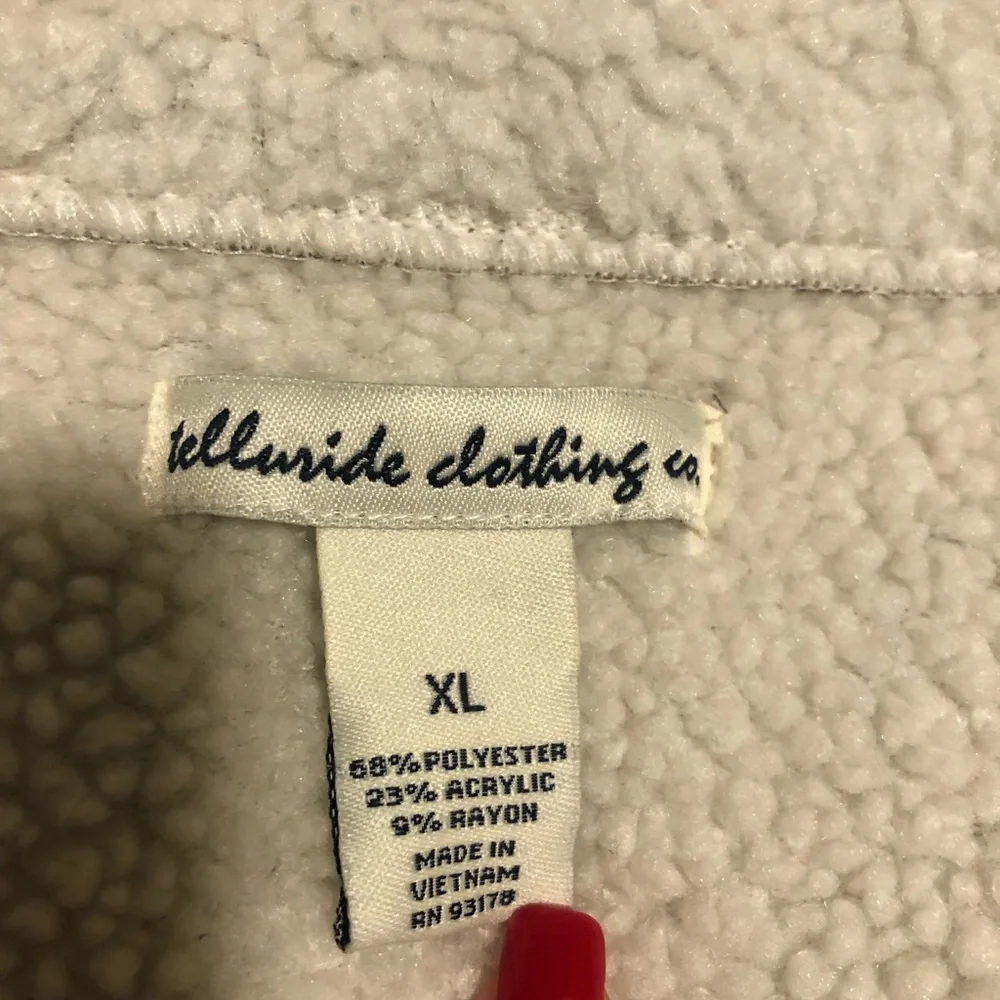 telluride clothing co.
XL
68% POLYESTER
23% ACRYLIC
9% RAYON
MADE IN
VIETNAM
RN 93178